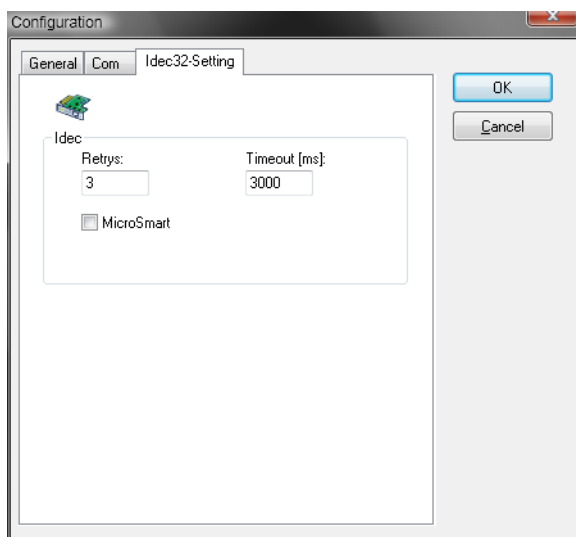 Configuration
General Com Idec32-Setting
OK
Cancel
Idec
Retrys: Timeout [ms]:
3 3000
MicroSmart